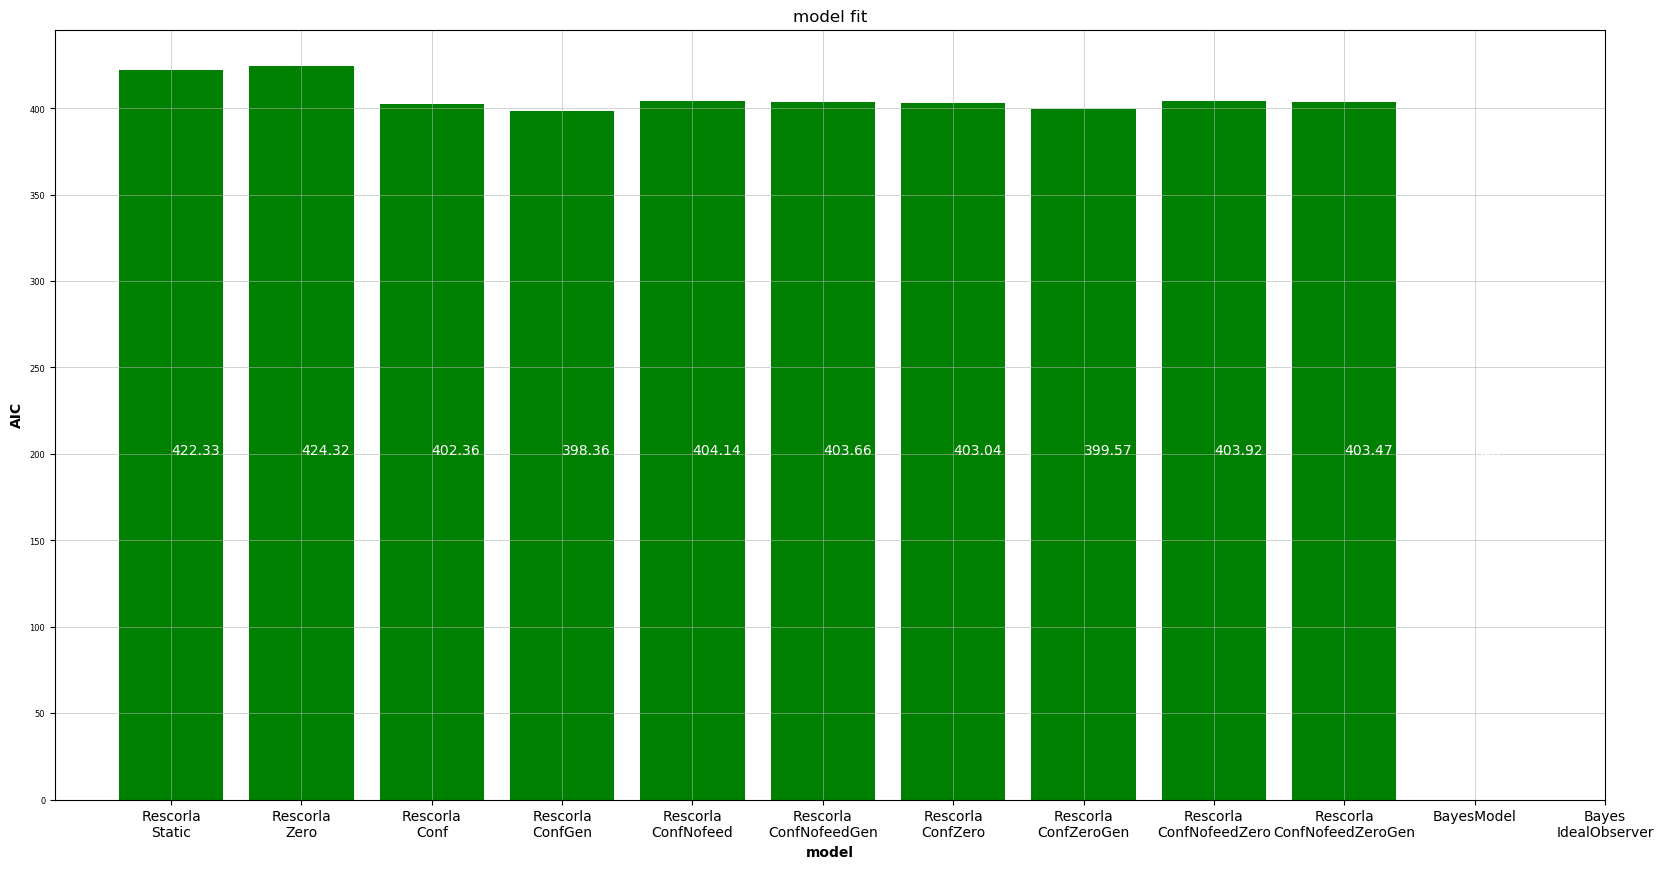 model fit
AIC
400
350
300
250
200
150
100
50
0
422.33
424.32
402.36
398.36
404.14
403.66
403.04
399.57
403.92
403.47
Rescorla
Static
Rescorla
Zero
Rescorla
Conf
Rescorla
ConfGen
Rescorla
ConfNofeed
Rescorla
ConfNofeedGen
Rescorla
ConfZero
Rescorla
ConfZeroGen
Rescorla
ConfNofeedZero
Rescorla
ConfNofeedZeroGen
BayesModel
Bayes
IdealObserver
model